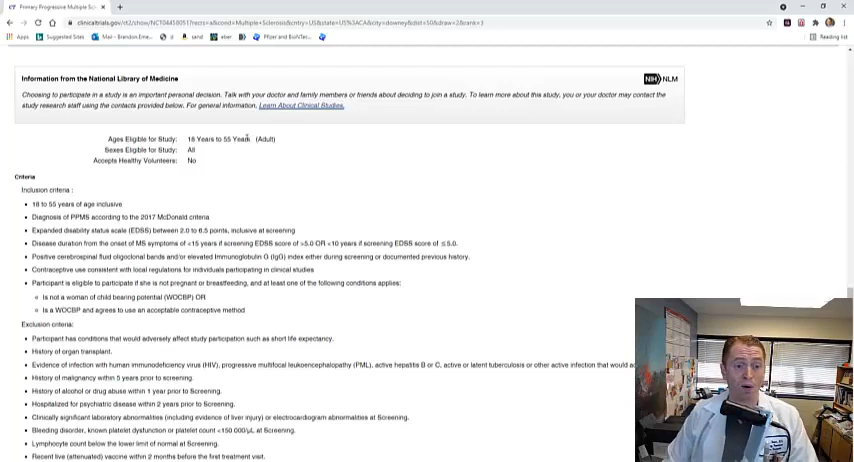 Primary Progressive Multiple Sc
clinicaltrials.gov/ct2/show/NCT04458051?recrs=a&cond=Multiple+Sclerosis&cntry=US&state=US%3ACA&city=downey&dist=50&draw=2&rank=3
Apps Suggested Sites Mail - Brandon Eme... d sand eber B Pfizer and BioNTec... Reading list
Information from the National Library of Medicine NIH NLM
Choosing to participate in a study is an important personal decision. Talk with your doctor and family members or friends about deciding to join a study. To learn more about this study, you or your doctor may contact the
study research staff using the contacts provided below. For general information, Learn About Clinical Studies.
Ages Eligible for Study: 18 Years to 55 Years (Adult)
Sexes Eligible for Study: All
Accepts Healthy Volunteers: No
Criteria
Inclusion criteria :
• 18 to 55 years of age inclusive
• Diagnosis of PPMS according to the 2017 McDonald criteria
• Expanded disability status scale (EDSS) between 2.0 to 6.5 points, inclusive at screening
• Disease duration from the onset of MS symptoms of <15 years if screening EDSS score of >5.0 OR <10 years if screening EDSS score of ≤5.0.
• Positive cerebrospinal fluid oligoclonal bands and/or elevated Immunoglobulin G (IgG) index either during screening or documented previous history.
• Contraceptive use consistent with local regulations for individuals participating in clinical studies
• Participant is eligible to participate if she is not pregnant or breastfeeding, and at least one of the following conditions applies:
○ Is not a woman of child bearing potential (WOCBP) OR
○ Is a WOCBP and agrees to use an acceptable contraceptive method
Exclusion criteria:
• Participant has conditions that would adversely affect study participation such as short life expectancy.
• History of organ transplant.
• Evidence of infection with human immunodeficiency virus (HIV), progressive multifocal leukoencephalopathy (PML), active hepatitis B or C, active or latent tuberculosis or other active infection that would
• History of malignancy within 5 years prior to screening.
• History of alcohol or drug abuse within 1 year prior to Screening.
• Hospitalized for psychiatric disease within 2 years prior to Screening.
• Clinically significant laboratory abnormalities (including evidence of liver injury) or electrocardiogram abnormalities at Screening.
• Bleeding disorder, known platelet dysfunction or platelet count <150 000/μL at Screening.
• Lymphocyte count below the lower limit of normal at Screening.
• Recent live (attenuated) vaccine within 2 months before the first treatment visit.